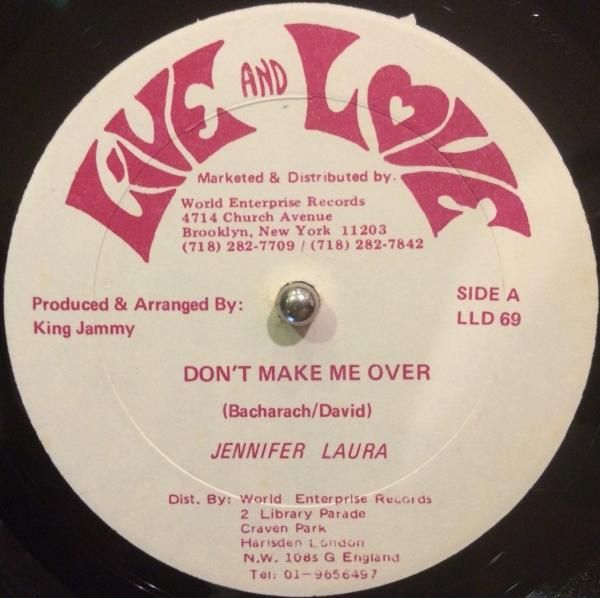 LIVE AND LOVE
Marketed & Distributed by.
World Enterprise Records
4714 Church Avenue
Brooklyn, New York 11203
(718) 282-7709 / (718) 282-7842
Produced & Arranged By:
King Jammy
SIDE A
LLD 69
DON'T MAKE ME OVER
(Bacharach/David)
JENNIFER LAURA
Dist. By: World Enterprise Records
2 Library Parade
Craven Park
Harlsden London
N.W. 108s G England
Tel: 01-9656497